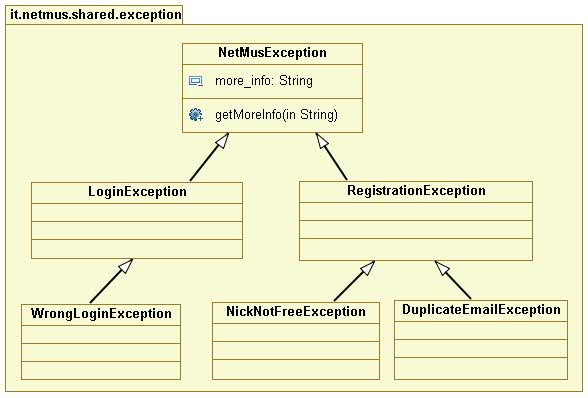 it.netmus.shared.exception
NetMusException
more_info: String
getMoreInfo(in String)
LoginException
RegistrationException
WrongLoginException
NickNotFreeException
DuplicateEmailException